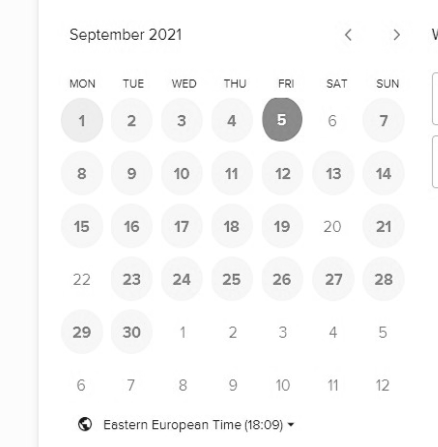 September 2021
MON TUE WED THU FRI SAT SUN
1 2 3 4 5 6 7
8 9 10 11 12 13 14
15 16 17 18 19 20 21
22 23 24 25 26 27 28
29 30 1 2 3 4 5
6 7 8 9 10 11 12
Eastern European Time (18:09)